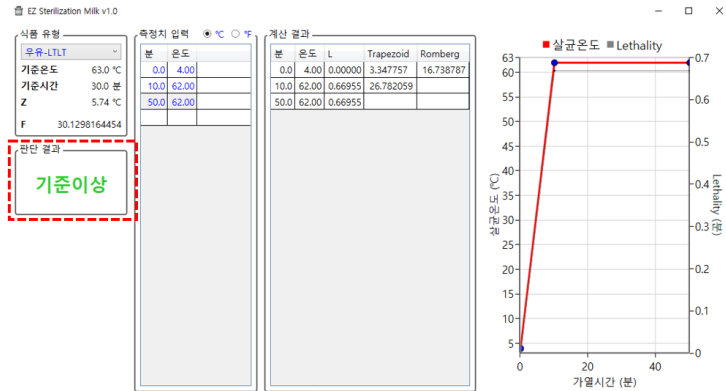 EZ Sterilization Milk v1.0
식품 유형
우유-LTLT
기준온도 63.0 ℃
기준시간 30.0 분
Z 5.74 ℃
F 30.1298164454
판단 결과
기준이상
측정치 입력 ℃ ℉
분 온도
0.0 4.00
10.0 62.00
50.0 62.00
계산 결과
분 온도 L Trapezoid Romberg
0.0 4.00 0.00000 3.347757 16.738787
10.0 62.00 0.66955 26.782059
50.0 62.00 0.66955
살균온도 Lethality
살균온도 (℃)
63
60
55
50
45
40
35
30
25
20
15
10
5
0 20 40
가열시간 (분)
0.7
0.6
0.5
0.4
0.3
0.2
0.1
0
Lethality (분)